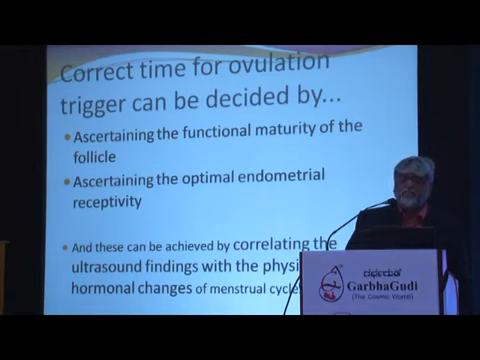 Correct time for ovulation
trigger can be decided by...
Ascertaining the functional maturity of the
follicle
Ascertaining the optimal endometrial
receptivity
And these can be achieved by correlating the
ultrasound findings with the
hormonal changes of menstrual
ಗರ್ಭಗುಡಿ
GarbhaGudi
(The Cosmic Womb)